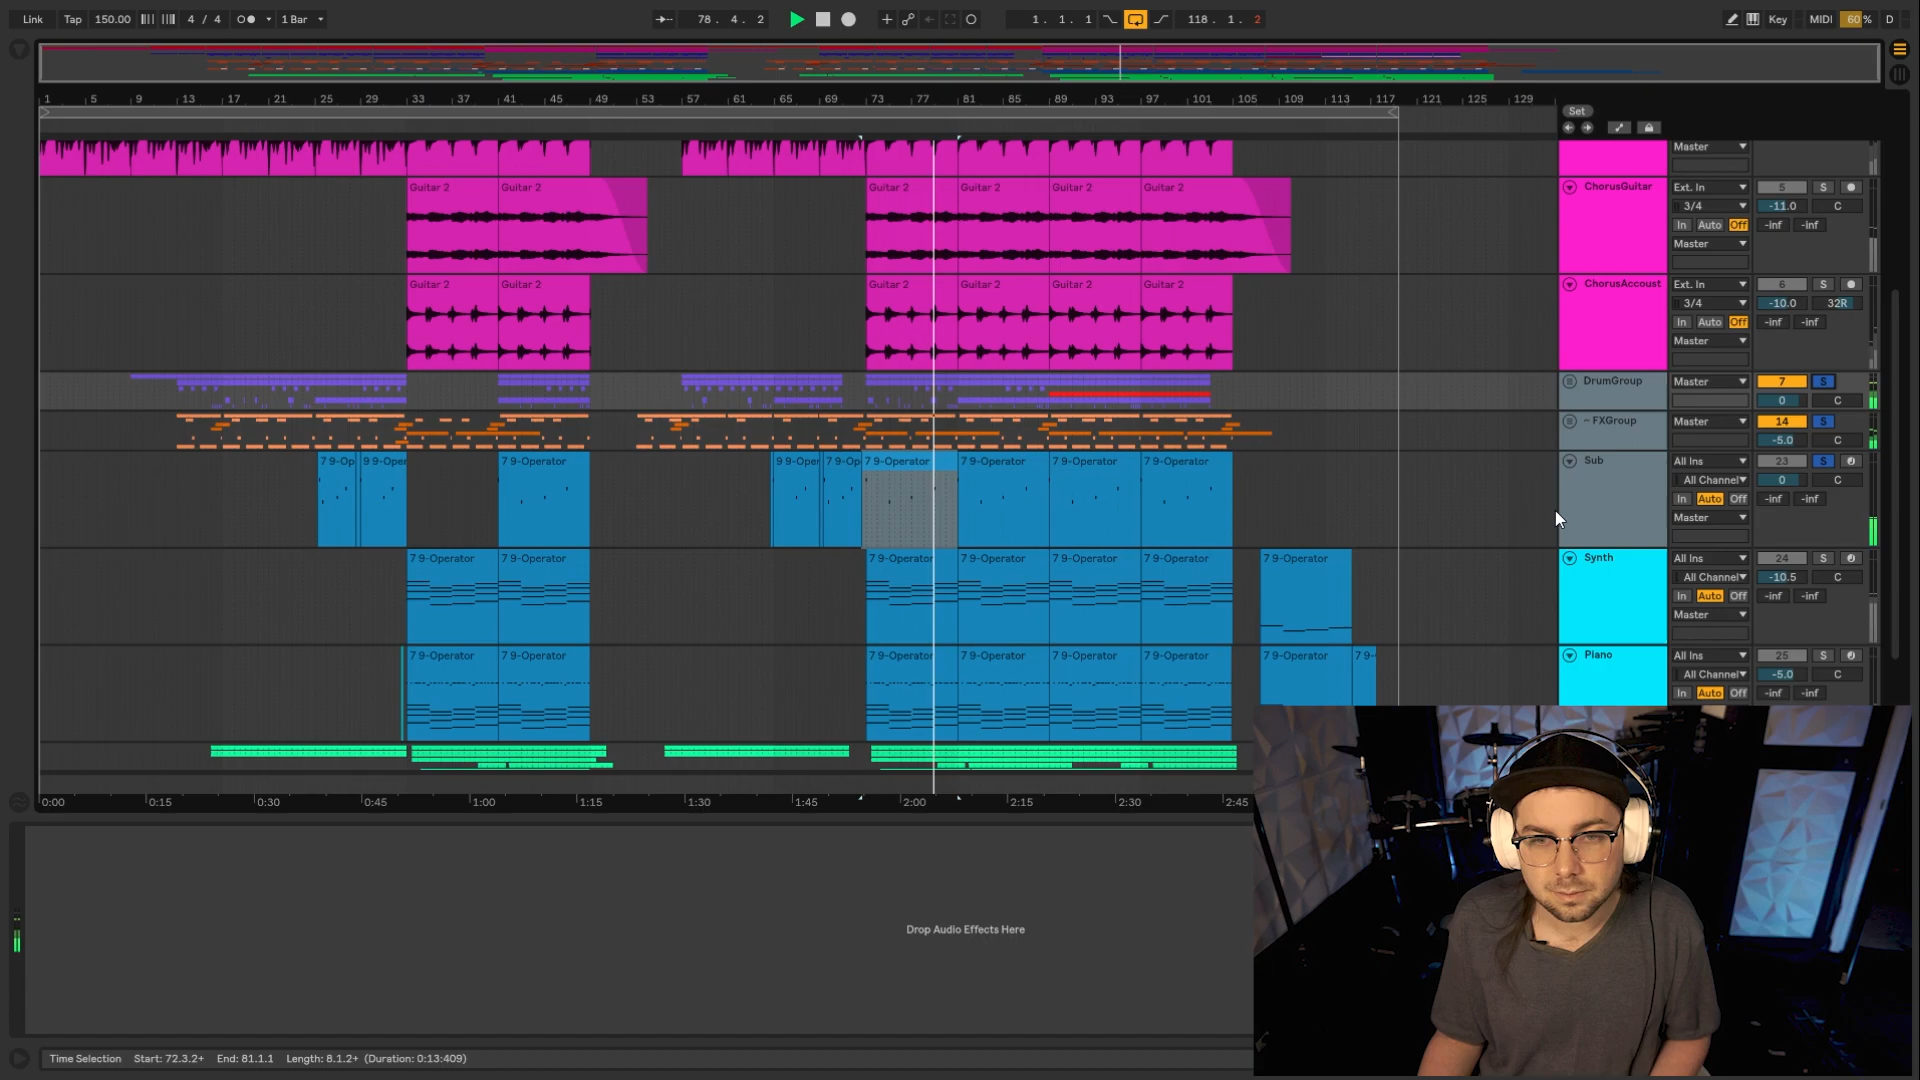 Link Tap 150.00 4 / 4 1 Bar 78. 4. 2 1. 1. 1 118. 1. 2 Key MIDI 60 % D
1 5 9 13 17 21 25 29 33 37 41 45 49 53 57 61 65 69 73 77 81 85 89 93 97 101 105 109 113 117 121 125 129
Set
Master
Guitar 2 Guitar 2 Guitar 2 Guitar 2 Guitar 2 Guitar 2 ChorusGuitar Ext. In 5 S
3/4 -11.0 C
In Auto Off -inf -inf
Master
Guitar 2 Guitar 2 Guitar 2 Guitar 2 Guitar 2 Guitar 2 ChorusAccoust Ext. In 6 S
3/4 -10.0 32R
In Auto Off -inf -inf
Master
DrumGroup Master 7 S
0 C
~ FXGroup Master 14 S
-5.0 C
7 9-Op 9 9-Oper 7 9-Operator 9 9-Oper 7 9-Op 7 9-Operator 7 9-Operator 7 9-Operator 7 9-Operator Sub All Ins 23 S
All Channel 0 C
In Auto Off -inf -inf
Master
7 9-Operator 7 9-Operator 7 9-Operator 7 9-Operator 7 9-Operator 7 9-Operator 7 9-Operator Synth All Ins 24 S
All Channel -10.5 C
In Auto Off -inf -inf
Master
7 9-Operator 7 9-Operator 7 9-Operator 7 9-Operator 7 9-Operator 7 9-Operator 7 9-Operator 7 9- Piano All Ins 25 S
All Channel -5.0 C
In Auto Off -inf -inf
0:00 0:15 0:30 0:45 1:00 1:15 1:30 1:45 2:00 2:15 2:30 2:45
Drop Audio Effects Here
Time Selection Start: 72.3.2+ End: 81.1.1 Length: 8.1.2+ (Duration: 0:13:409)